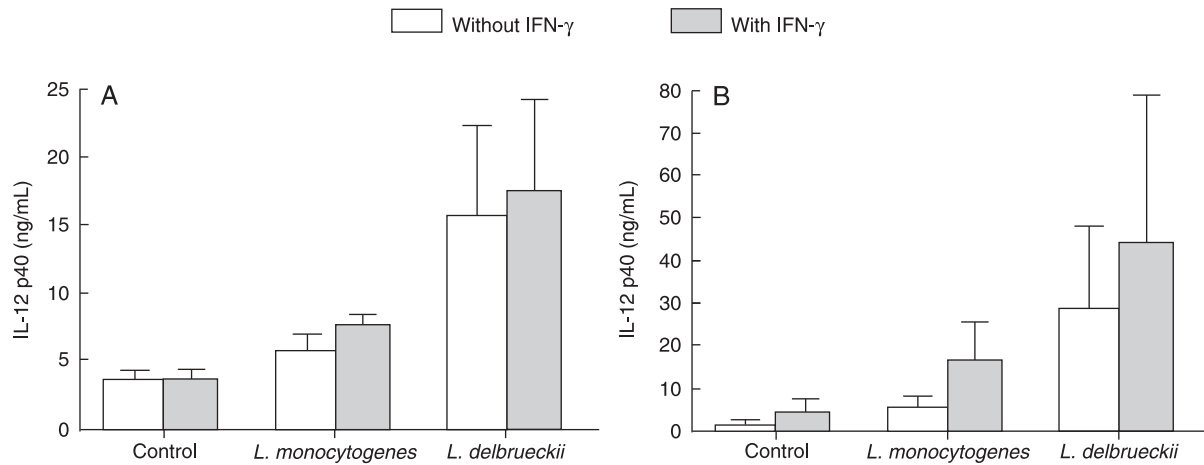 Without IFN-γ
With IFN-γ
A
25
20
15
10
5
0
IL-12 p40 (ng/mL)
Control
L. monocytogenes
L. delbrueckii
B
80
70
60
50
40
30
20
10
0
IL-12 p40 (ng/mL)
Control
L. monocytogenes
L. delbrueckii